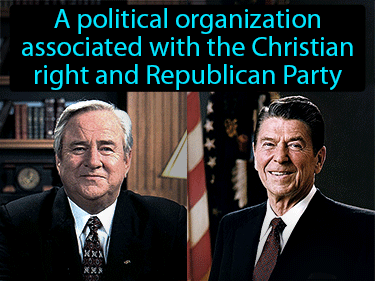 A political organization
associated with the Christian
right and Republican Party